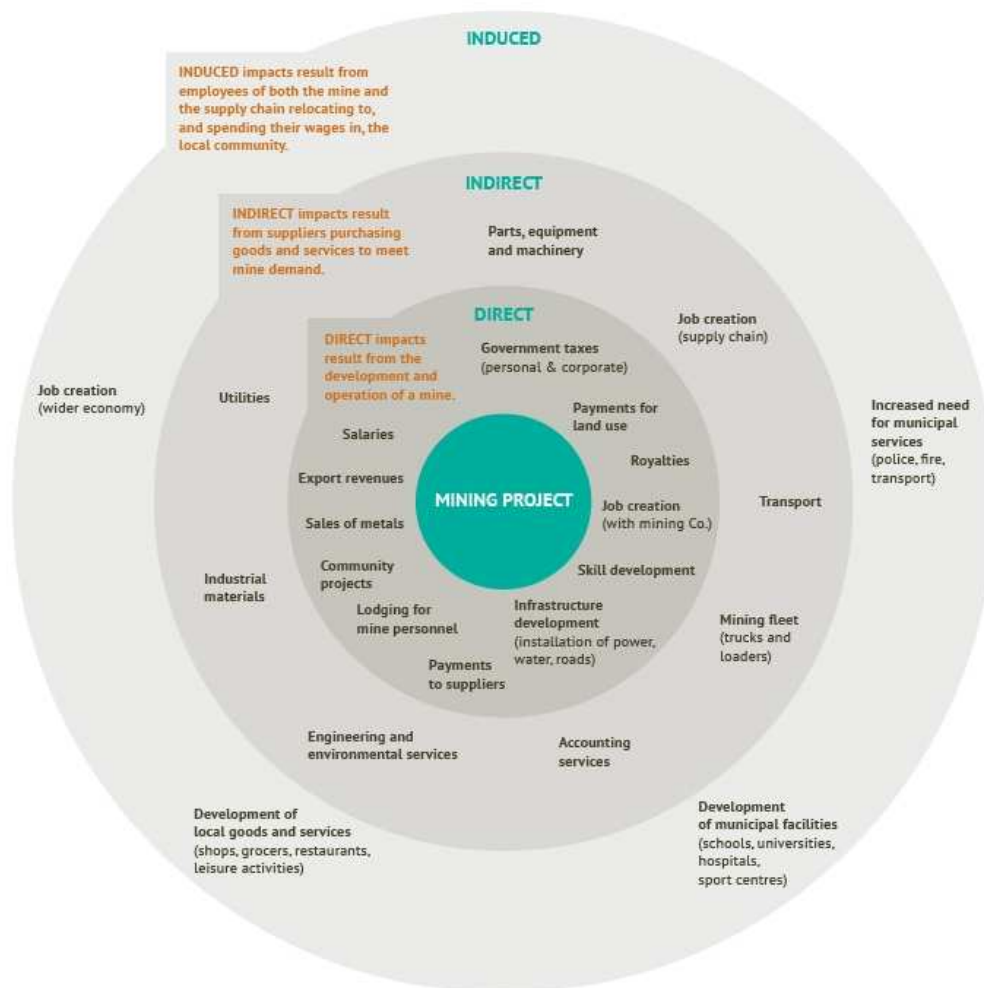 INDUCED
INDUCED impacts result from
employees of both the mine and
the supply chain relocating to,
and spending their wages in, the
local community.
INDIRECT
INDIRECT impacts result
from suppliers purchasing
goods and services to meet
mine demand.
Parts, equipment
and machinery
DIRECT
DIRECT impacts
result from the
development and
operation of a mine.
Government taxes
(personal & corporate)
Job creation
(supply chain)
Job creation
(wider economy)
Utilities
Salaries
Payments for
land use
Increased need
for municipal
services
(police, fire,
transport)
Export revenues
Royalties
MINING PROJECT
Sales of metals
Job creation
(with mining Co.)
Transport
Community
projects
Skill development
Industrial
materials
Lodging for
mine personnel
Infrastructure
development
(installation of power,
water, roads)
Mining fleet
(trucks and
loaders)
Payments
to suppliers
Engineering and
environmental services
Accounting
services
Development of
local goods and services
(shops, grocers, restaurants,
leisure activities)
Development
of municipal facilities
(schools, universities,
hospitals,
sport centres)